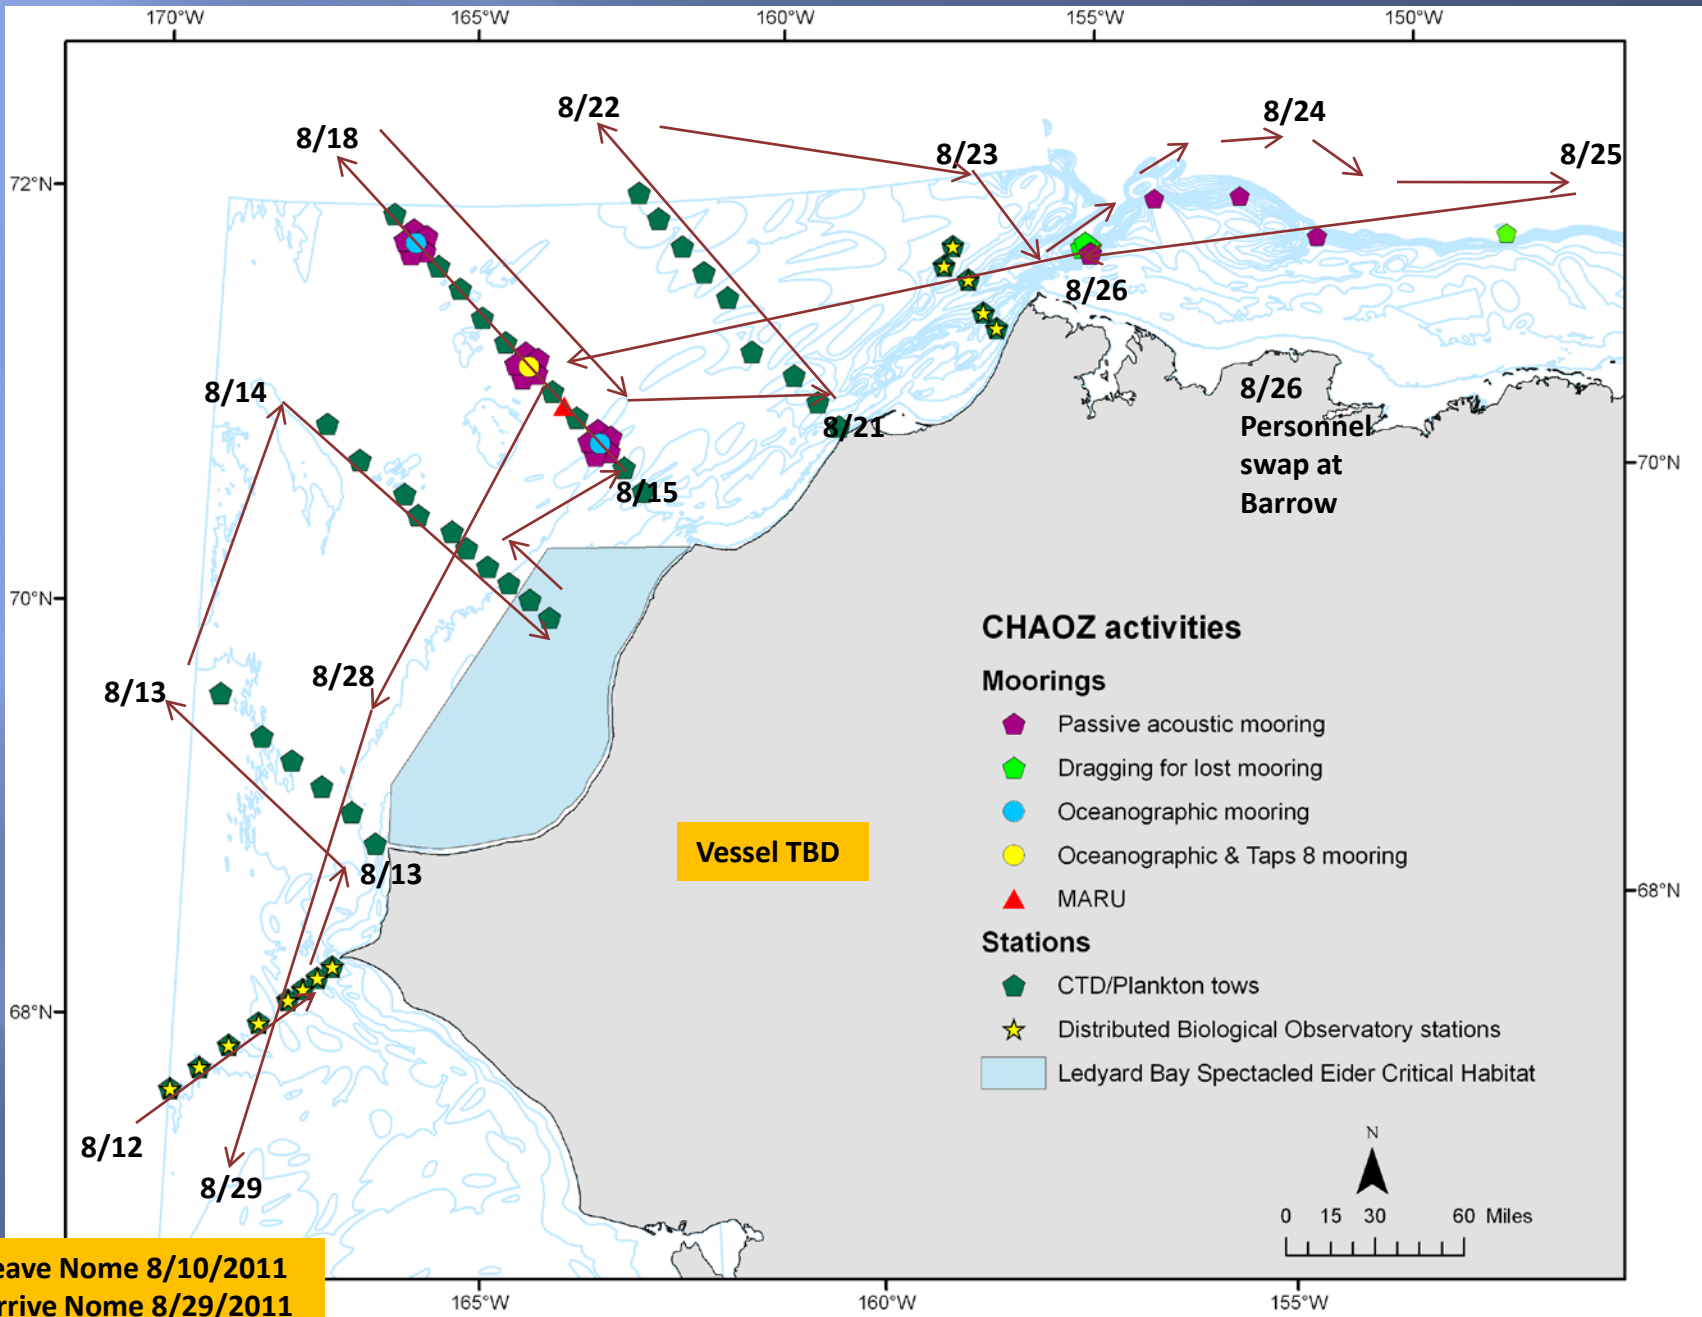 170°W 165°W 160°W 155°W 150°W
8/22
8/24
8/18
8/23
8/25
72°N
8/26
8/14
8/26
Personnel
swap at
Barrow
8/21
70°N
8/15
70°N
CHAOZ activities
8/28
8/13
Moorings
Passive acoustic mooring
Dragging for lost mooring
Oceanographic mooring
Vessel TBD
Oceanographic & Taps 8 mooring
8/13
68°N
MARU
Stations
CTD/Plankton tows
68°N
Distributed Biological Observatory stations
Ledyard Bay Spectacled Eider Critical Habitat
8/12
N
8/29
0 15 30 60 Miles
eave Nome 8/10/2011
rrive Nome 8/29/2011
165°W 160°W 155°W